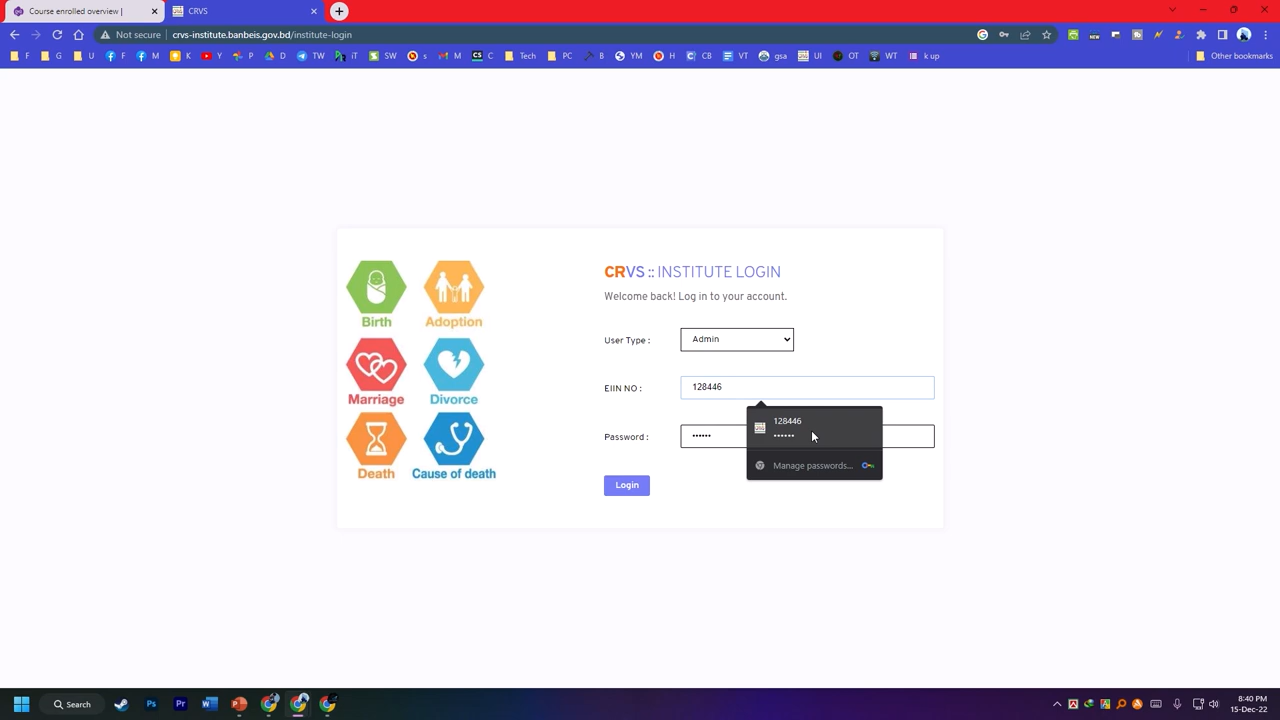 Course enrolled overview |
CRVS
Not secure
crvs-institute.banbeis.gov.bd/institute-login
F G U F M K Y P D TW iT SW s M C Tech PC B YM H CB VT gsa UI OT WT k up Other bookmarks
CRVS :: INSTITUTE LOGIN
Welcome back! Log in to your account.
User Type : Admin
EIIN NO : 128446
128446
••••••
Password : ••••••
Manage passwords...
Login
Birth Adoption
Marriage Divorce
Death Cause of death
Search
8:40 PM
15-Dec-22